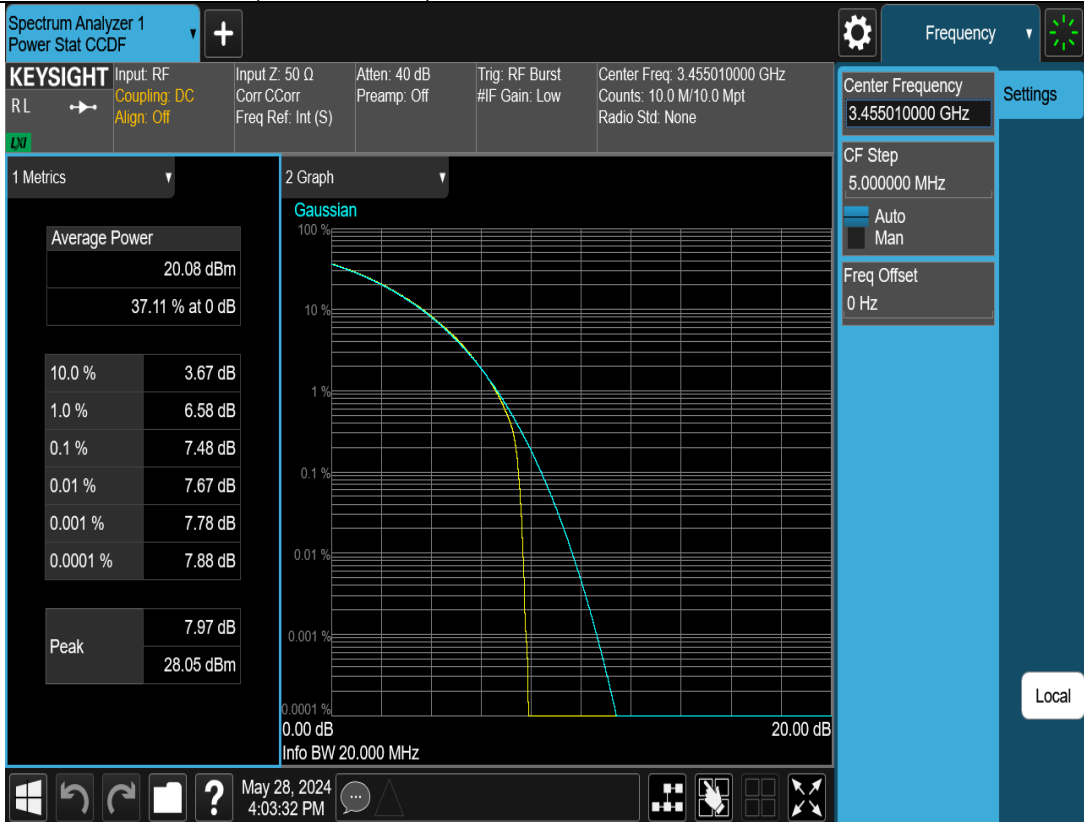 Spectrum Analyzer 1
Power Stat CCDF
+
Frequency
KEYSIGHT
R L
LXI
Input: RF
Coupling: DC
Align: Off
Input Z: 50 Ω
Corr CCorr
Freq Ref: Int (S)
Atten: 40 dB
Preamp: Off
Trig: RF Burst
#IF Gain: Low
Center Freq: 3.455010000 GHz
Counts: 10.0 M/10.0 Mpt
Radio Std: None
Center Frequency
3.455010000 GHz
Settings
CF Step
5.000000 MHz
Auto
Man
Freq Offset
0 Hz
Local
1 Metrics
Average Power
20.08 dBm
37.11 % at 0 dB
10.0 % 3.67 dB
1.0 % 6.58 dB
0.1 % 7.48 dB
0.01 % 7.67 dB
0.001 % 7.78 dB
0.0001 % 7.88 dB
Peak
7.97 dB
28.05 dBm
2 Graph
Gaussian
100 %
10 %
1 %
0.1 %
0.01 %
0.001 %
0.0001 %
0.00 dB 20.00 dB
Info BW 20.000 MHz
?
May 28, 2024
4:03:32 PM